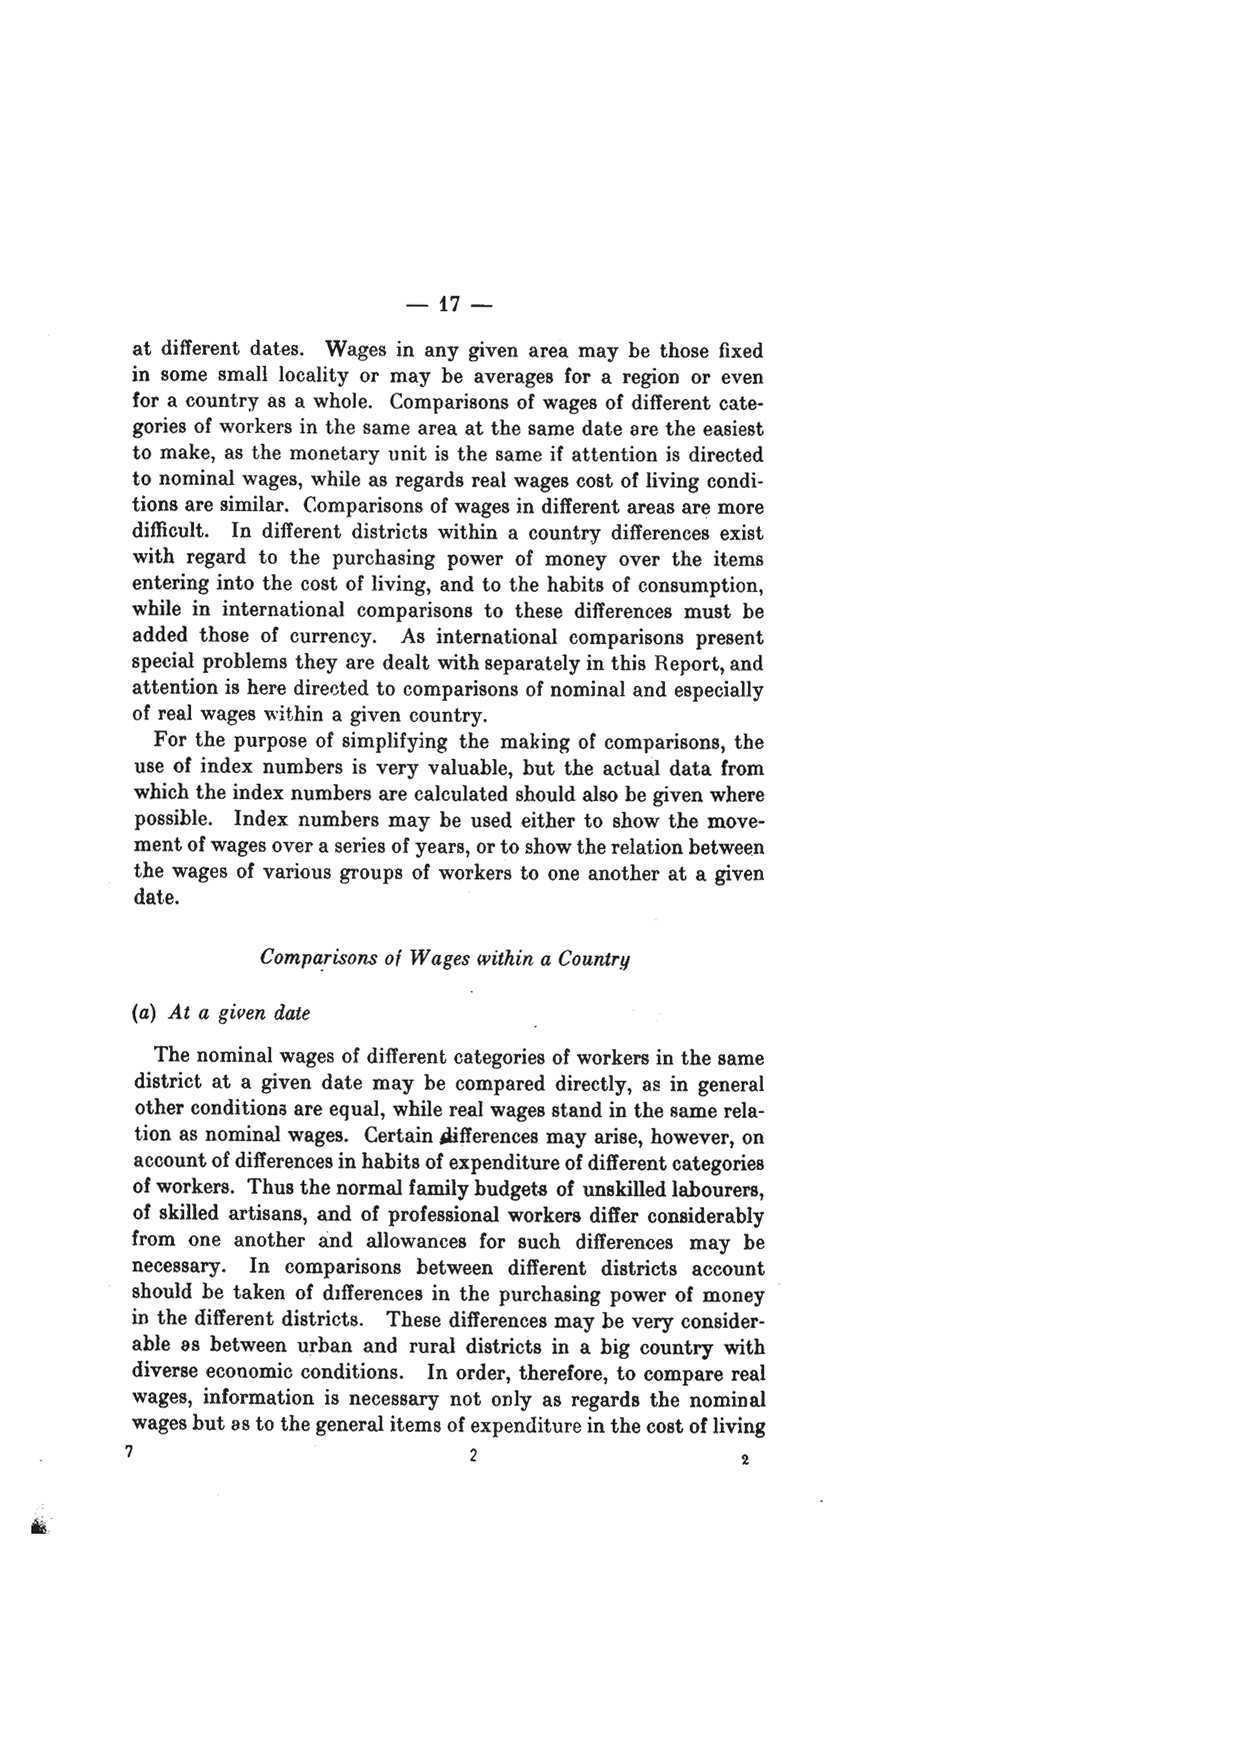 — 17 —
at different dates. Wages in any given area may be those fixed
in some small locality or may be averages for a region or even
for a country as a whole. Comparisons of wages of different cate-
gories of workers in the same area at the same date are the easiest
to make, as the monetary unit is the same if attention is directed
to nominal wages, while as regards real wages cost of living condi-
tions are similar. Comparisons of wages in different areas are more
difficult. In different districts within a country differences exist
with regard to the purchasing power of money over the items
entering into the cost of living, and to the habits of consumption,
while in international comparisons to these differences must be
added those of currency. As international comparisons present
special problems they are dealt with separately in this Report, and
attention is here directed to comparisons of nominal and especially
of real wages within a given country.
For the purpose of simplifying the making of comparisons, the
use of index numbers is very valuable, but the actual data from
which the index numbers are calculated should also be given where
possible. Index numbers may be used either to show the move-
ment of wages over a series of years, or to show the relation between
the wages of various groups of workers to one another at a given
date.
Comparisons of Wages within a Country
(a) At a given date
The nominal wages of different categories of workers in the same
district at a given date may be compared directly, as in general
other conditions are equal, while real wages stand in the same rela-
tion as nominal wages. Certain differences may arise, however, on
account of differences in habits of expenditure of different categories
of workers. Thus the normal family budgets of unskilled labourers,
of skilled artisans, and of professional workers differ considerably
from one another and allowances for such differences may be
necessary. In comparisons between different districts account
should be taken of differences in the purchasing power of money
in the different districts. These differences may be very consider-
able as between urban and rural districts in a big country with
diverse economic conditions. In order, therefore, to compare real
wages, information is necessary not only as regards the nominal
wages but as to the general items of expenditure in the cost of living
7 2 2